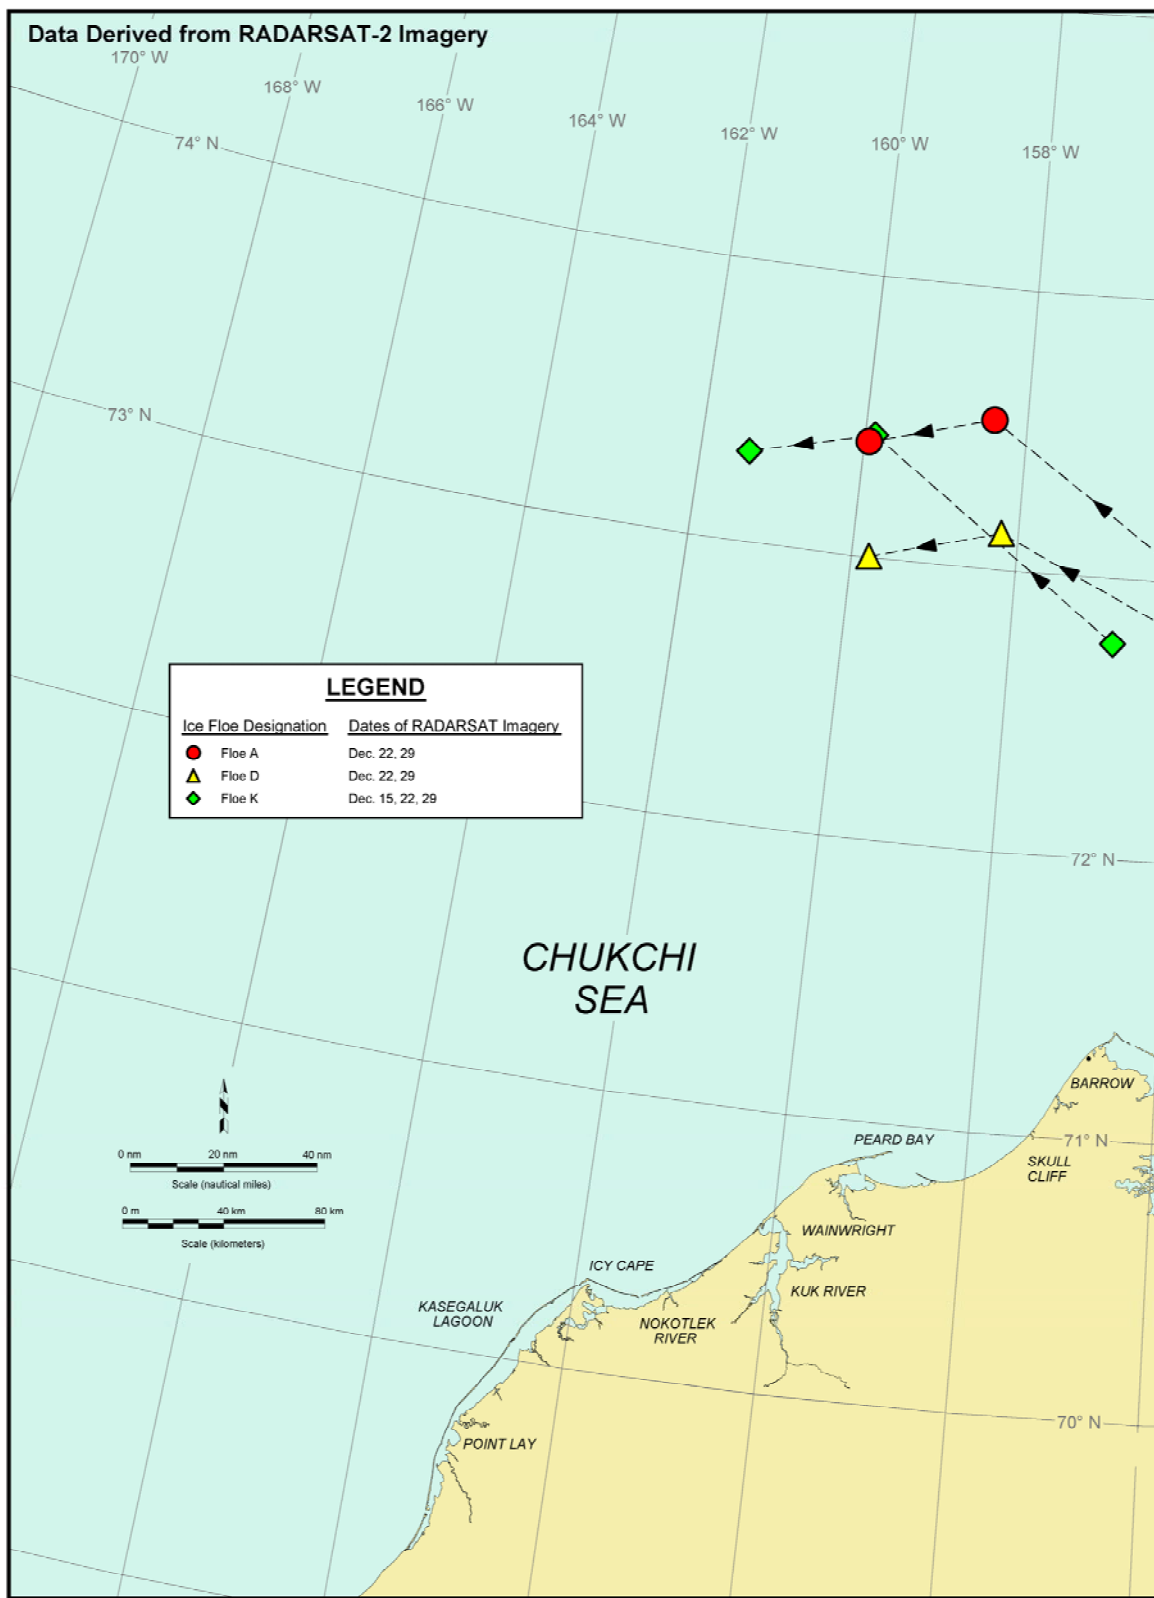 Data Derived from RADARSAT-2 Imagery
170° W
168° W
166° W
164° W
162° W
160° W
158° W
74° N
73° N
LEGEND
Ice Floe Designation Dates of RADARSAT Imagery
Floe A Dec. 22, 29
Floe D Dec. 22, 29
Floe K Dec. 15, 22, 29
72° N
CHUKCHI
SEA
BARROW
PEARD BAY
71° N
SKULL
CLIFF
0 nm 20 nm 40 nm
Scale (nautical miles)
0 m 40 km 80 km
Scale (kilometers)
WAINWRIGHT
ICY CAPE
KUK RIVER
KASEGALUK
LAGOON
NOKOTLEK
RIVER
70° N
POINT LAY